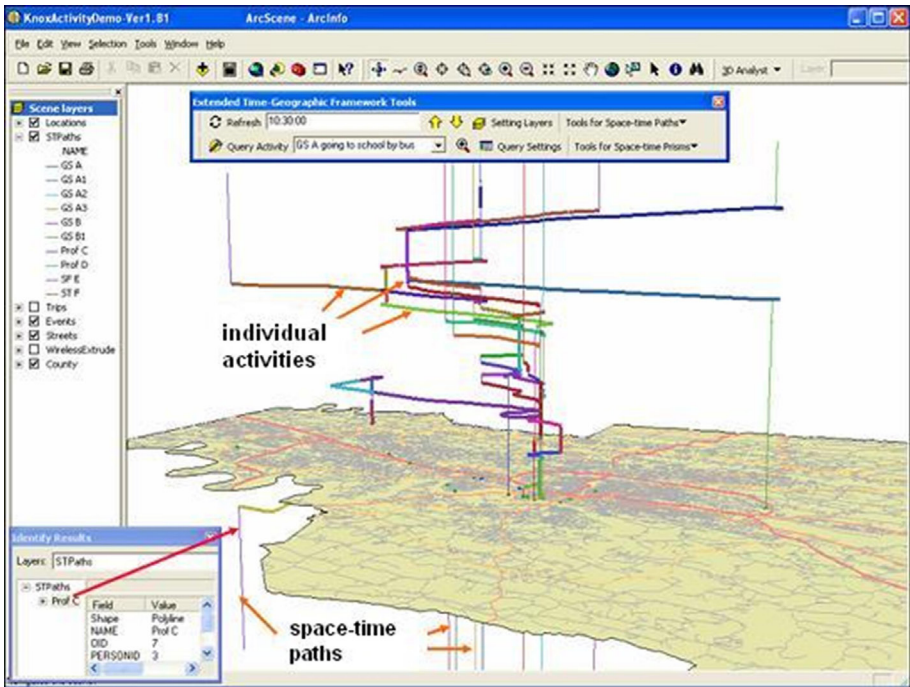 KnoxActivityDemo-Ver1.81 ArcScene - ArcInfo
File Edit View Selection Tools Window Help
3D Analyst Layer:
Scene layers
Locations
STPaths
NAME
GS A
GS A1
GS A2
GS A3
GS B
GS B1
Prof C
Prof D
SF E
ST F
Trips
Events
Streets
WirelessExtrude
County
Extended Time-Geographic Framework Tools
Refresh 10:30:00 Setting Layers Tools for Space-time Paths
Query Activity GS A going to school by bus Query Settings Tools for Space-time Prisms
individual
activities
Identify Results
Layers: STPaths
STPaths
Prof C
Field Value
Shape Polyline
NAME Prof C
OID 7
PERSONID 3
space-time
paths